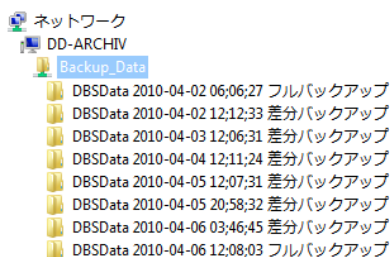 ネットワーク
DD-ARCHIV
Backup_Data
DBSData 2010-04-02 06;06;27 フルバックアップ
DBSData 2010-04-02 12;12;33 差分バックアップ
DBSData 2010-04-03 12;06;31 差分バックアップ
DBSData 2010-04-04 12;11;24 差分バックアップ
DBSData 2010-04-05 12;07;31 差分バックアップ
DBSData 2010-04-05 20;58;32 差分バックアップ
DBSData 2010-04-06 03;46;45 差分バックアップ
DBSData 2010-04-06 12;08;03 フルバックアップ